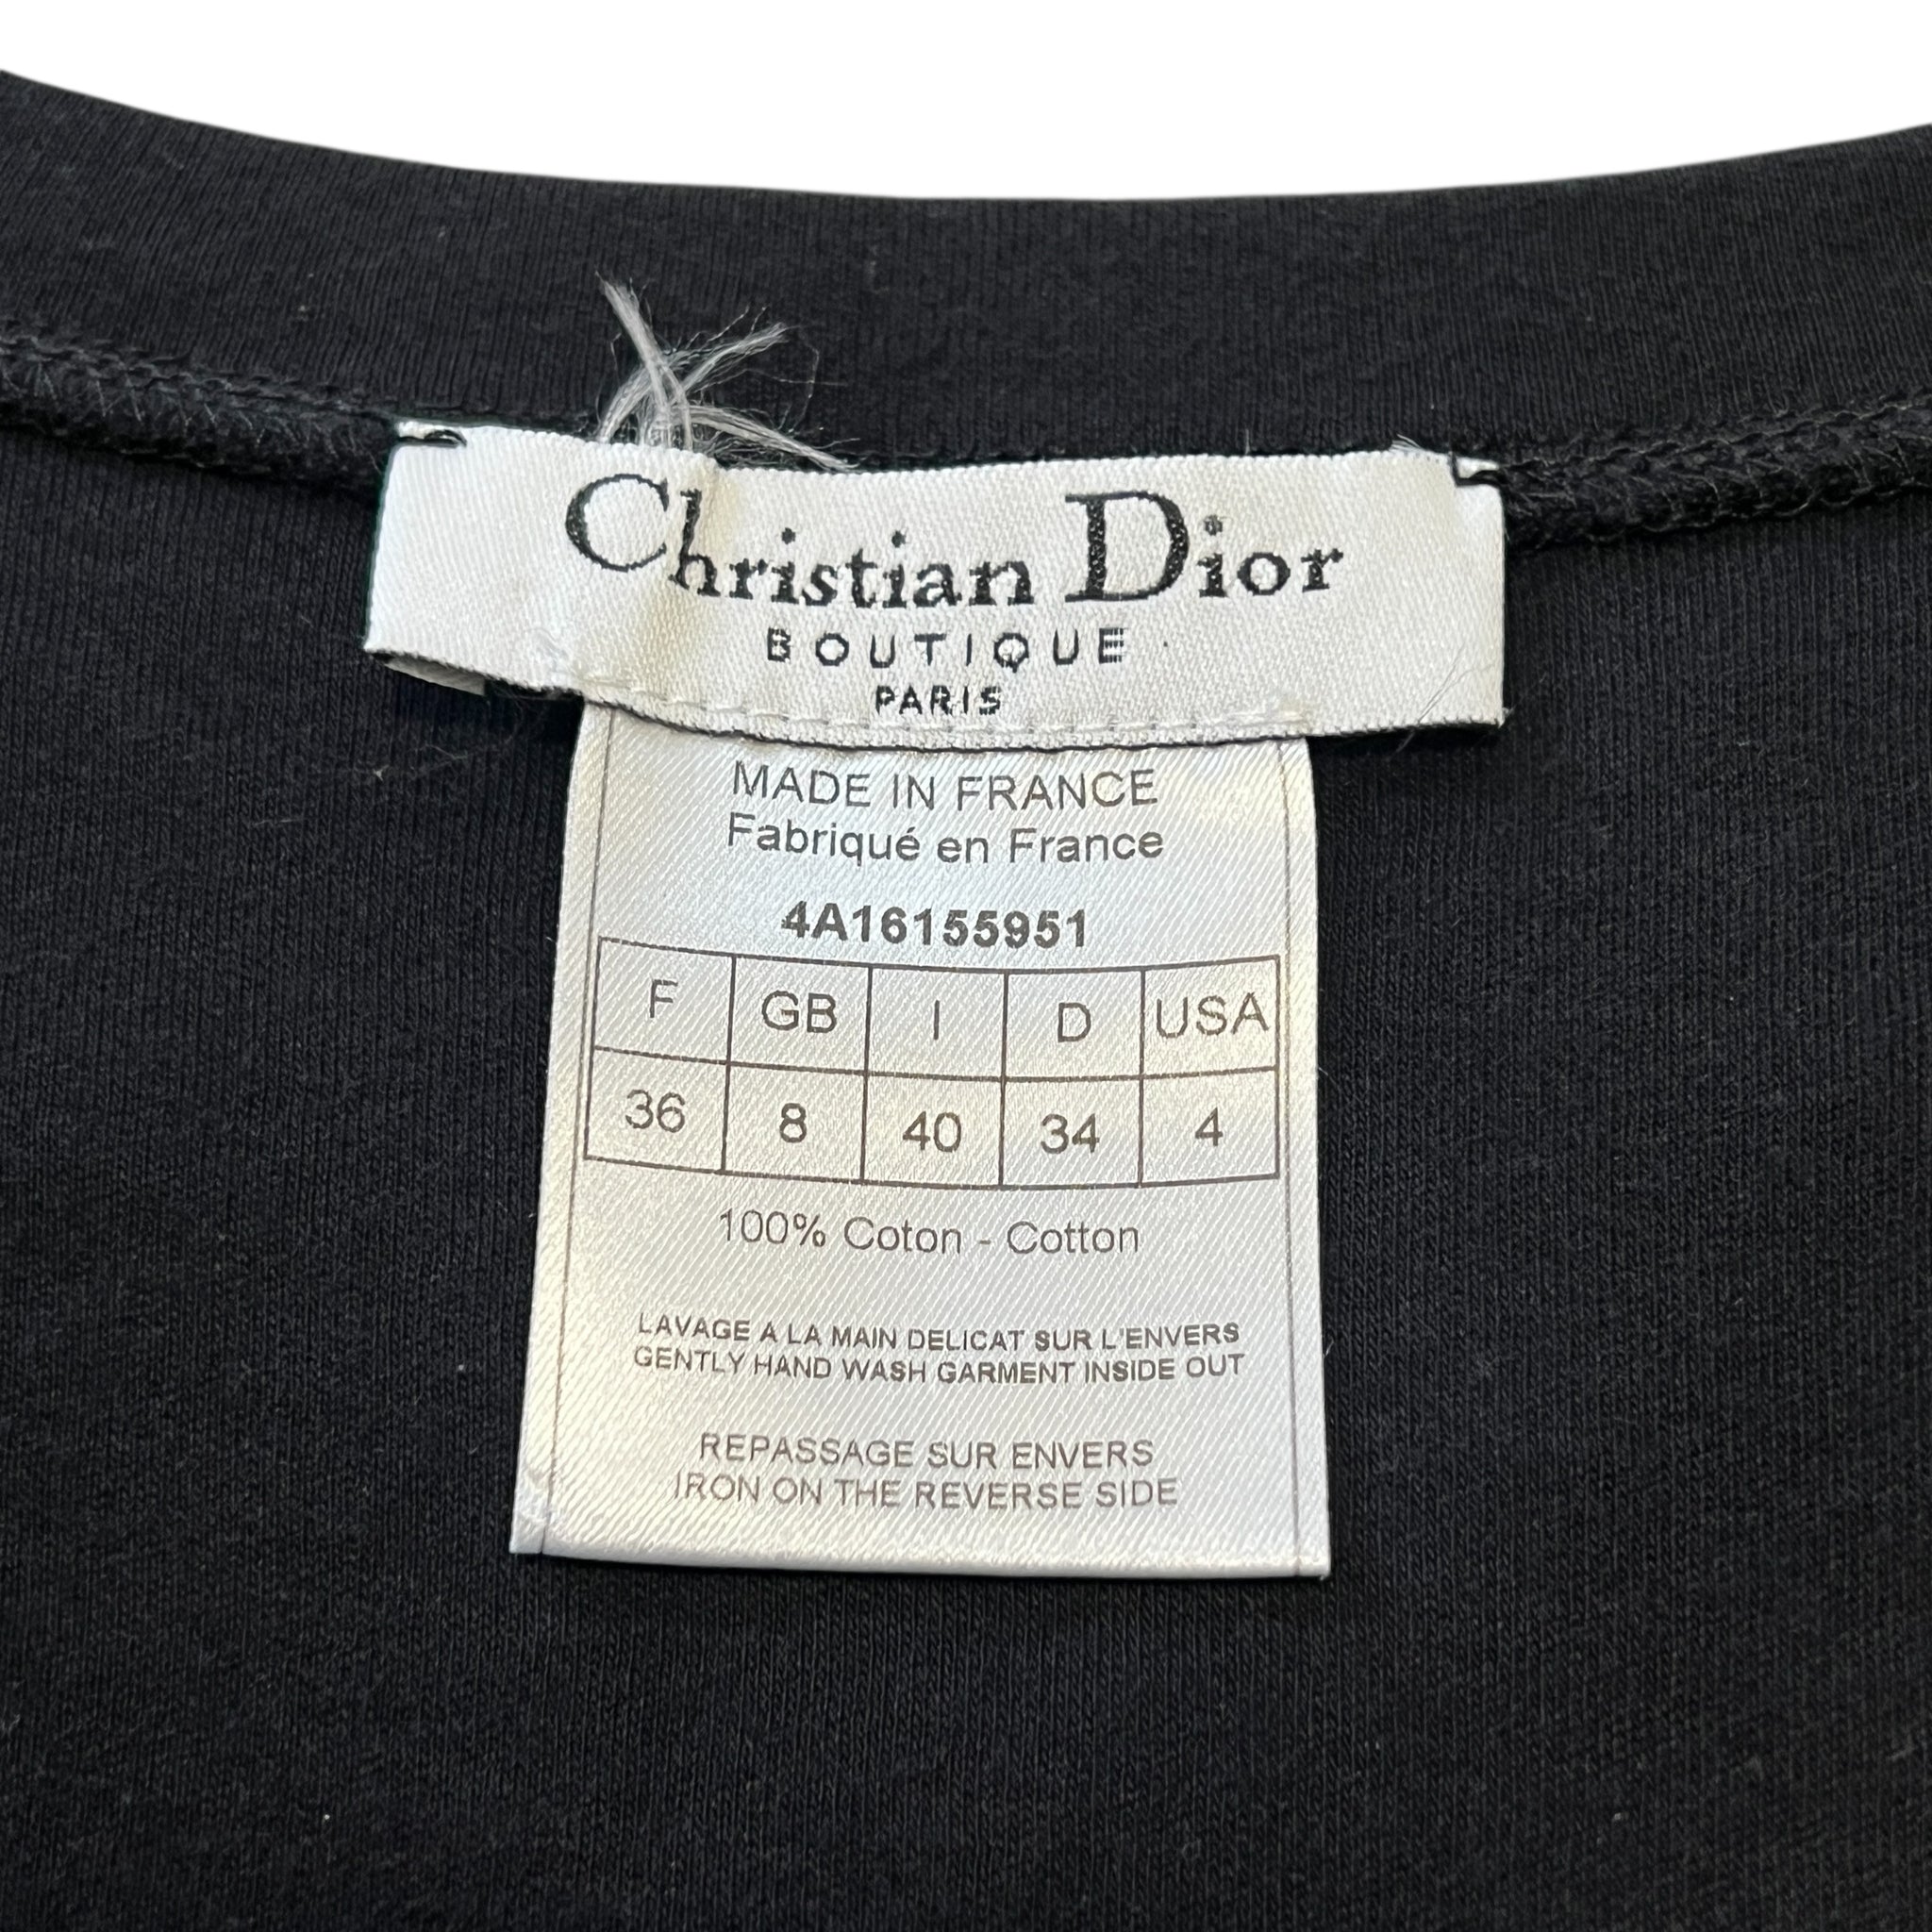 Christian Dior
BOUTIQUE
PARIS
MADE IN FRANCE
Fabriqué en France
4A16155951
F GB I D USA
36 8 40 34 4
100% Coton - Cotton
LAVAGE A LA MAIN DELICAT SUR L'ENVERS
GENTLY HAND WASH GARMENT INSIDE OUT
REPASSAGE SUR ENVERS
IRON ON THE REVERSE SIDE